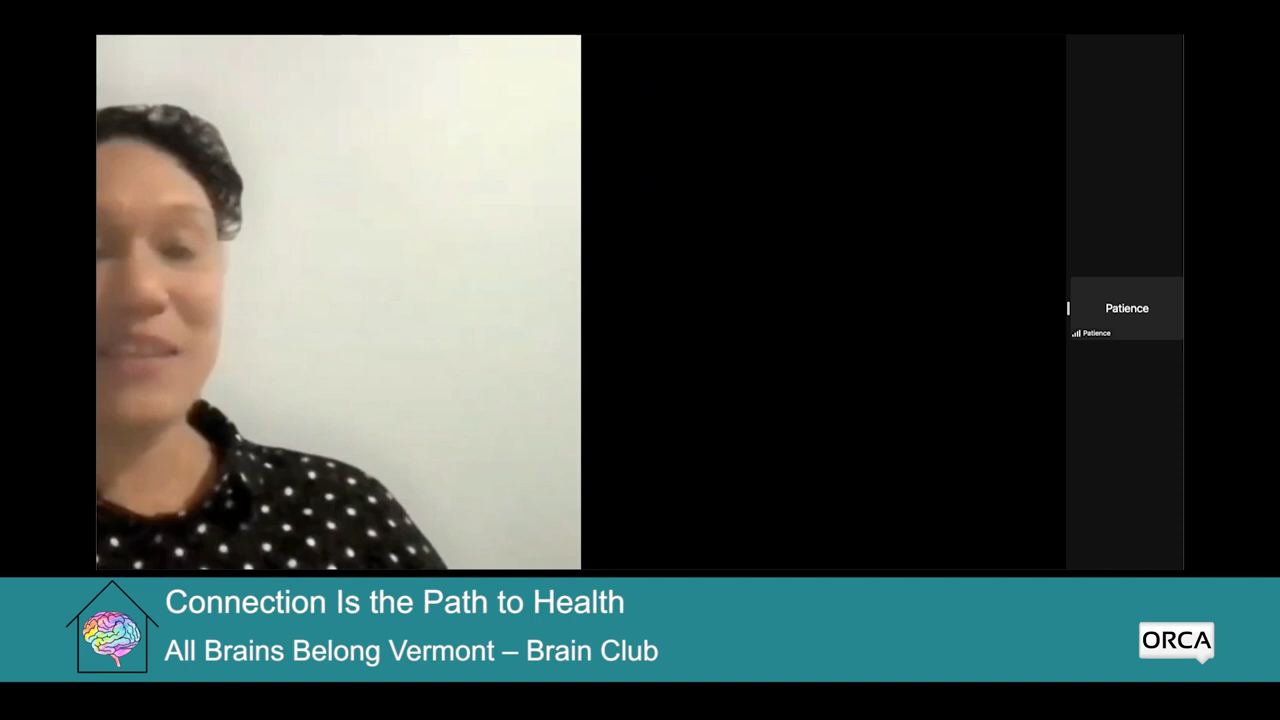 Patience
Patience
Connection Is the Path to Health
All Brains Belong Vermont – Brain Club
ORCA